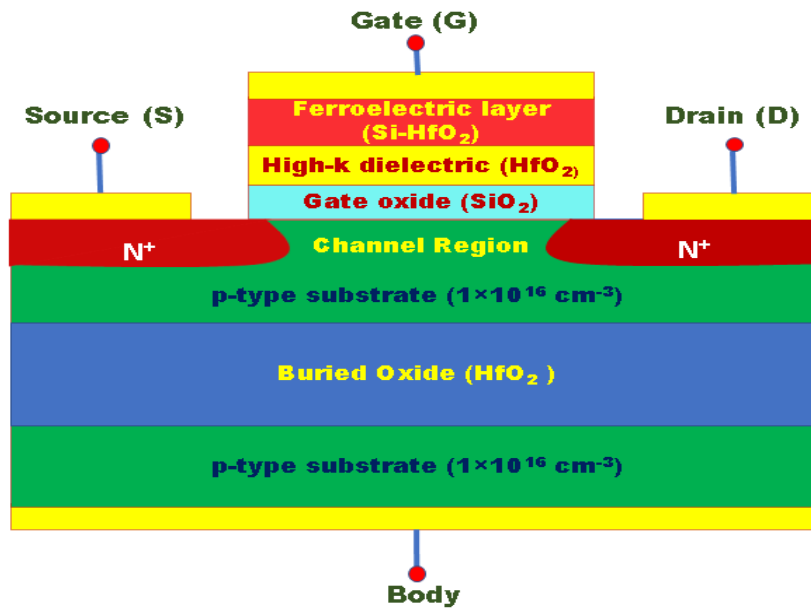 Gate (G)
Source (S)
Drain (D)
Ferroelectric layer
(Si-HfO₂)
High-k dielectric (HfO₂)
Gate oxide (SiO₂)
N⁺
Channel Region
N⁺
p-type substrate (1×10¹⁶ cm⁻³)
Buried Oxide (HfO₂ )
p-type substrate (1×10¹⁶ cm⁻³)
Body